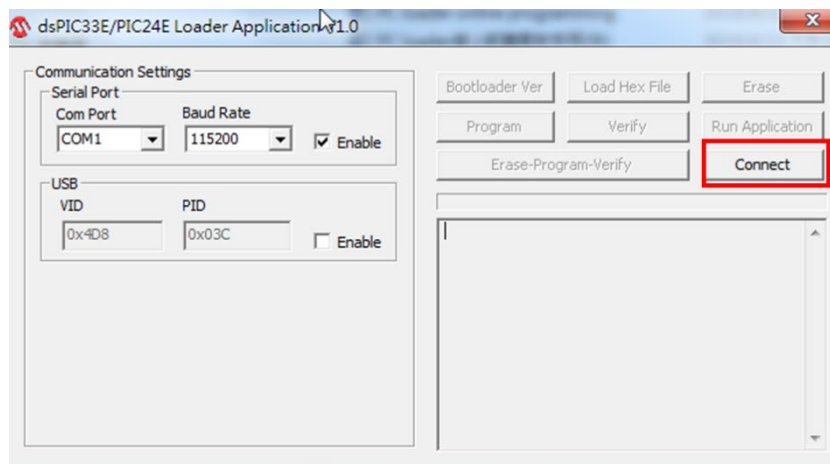 dsPIC33E/PIC24E Loader Application v1.0
Communication Settings
Serial Port
Com Port
Baud Rate
COM1
115200
Enable
USB
VID
PID
0x4D8
0x03C
Enable
Bootloader Ver
Load Hex File
Erase
Program
Verify
Run Application
Erase-Program-Verify
Connect